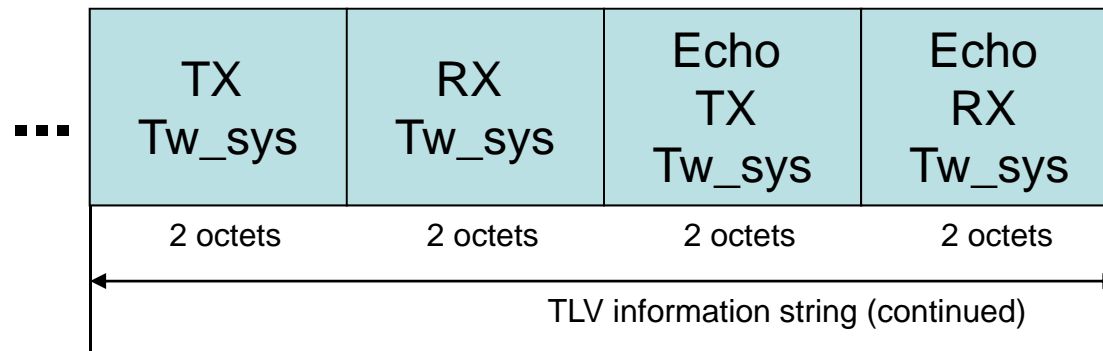 TX
Tw_sys
RX
Tw_sys
Echo
TX
Tw_sys
Echo
RX
Tw_sys
...
2 octets
2 octets
2 octets
2 octets
TLV information string (continued)